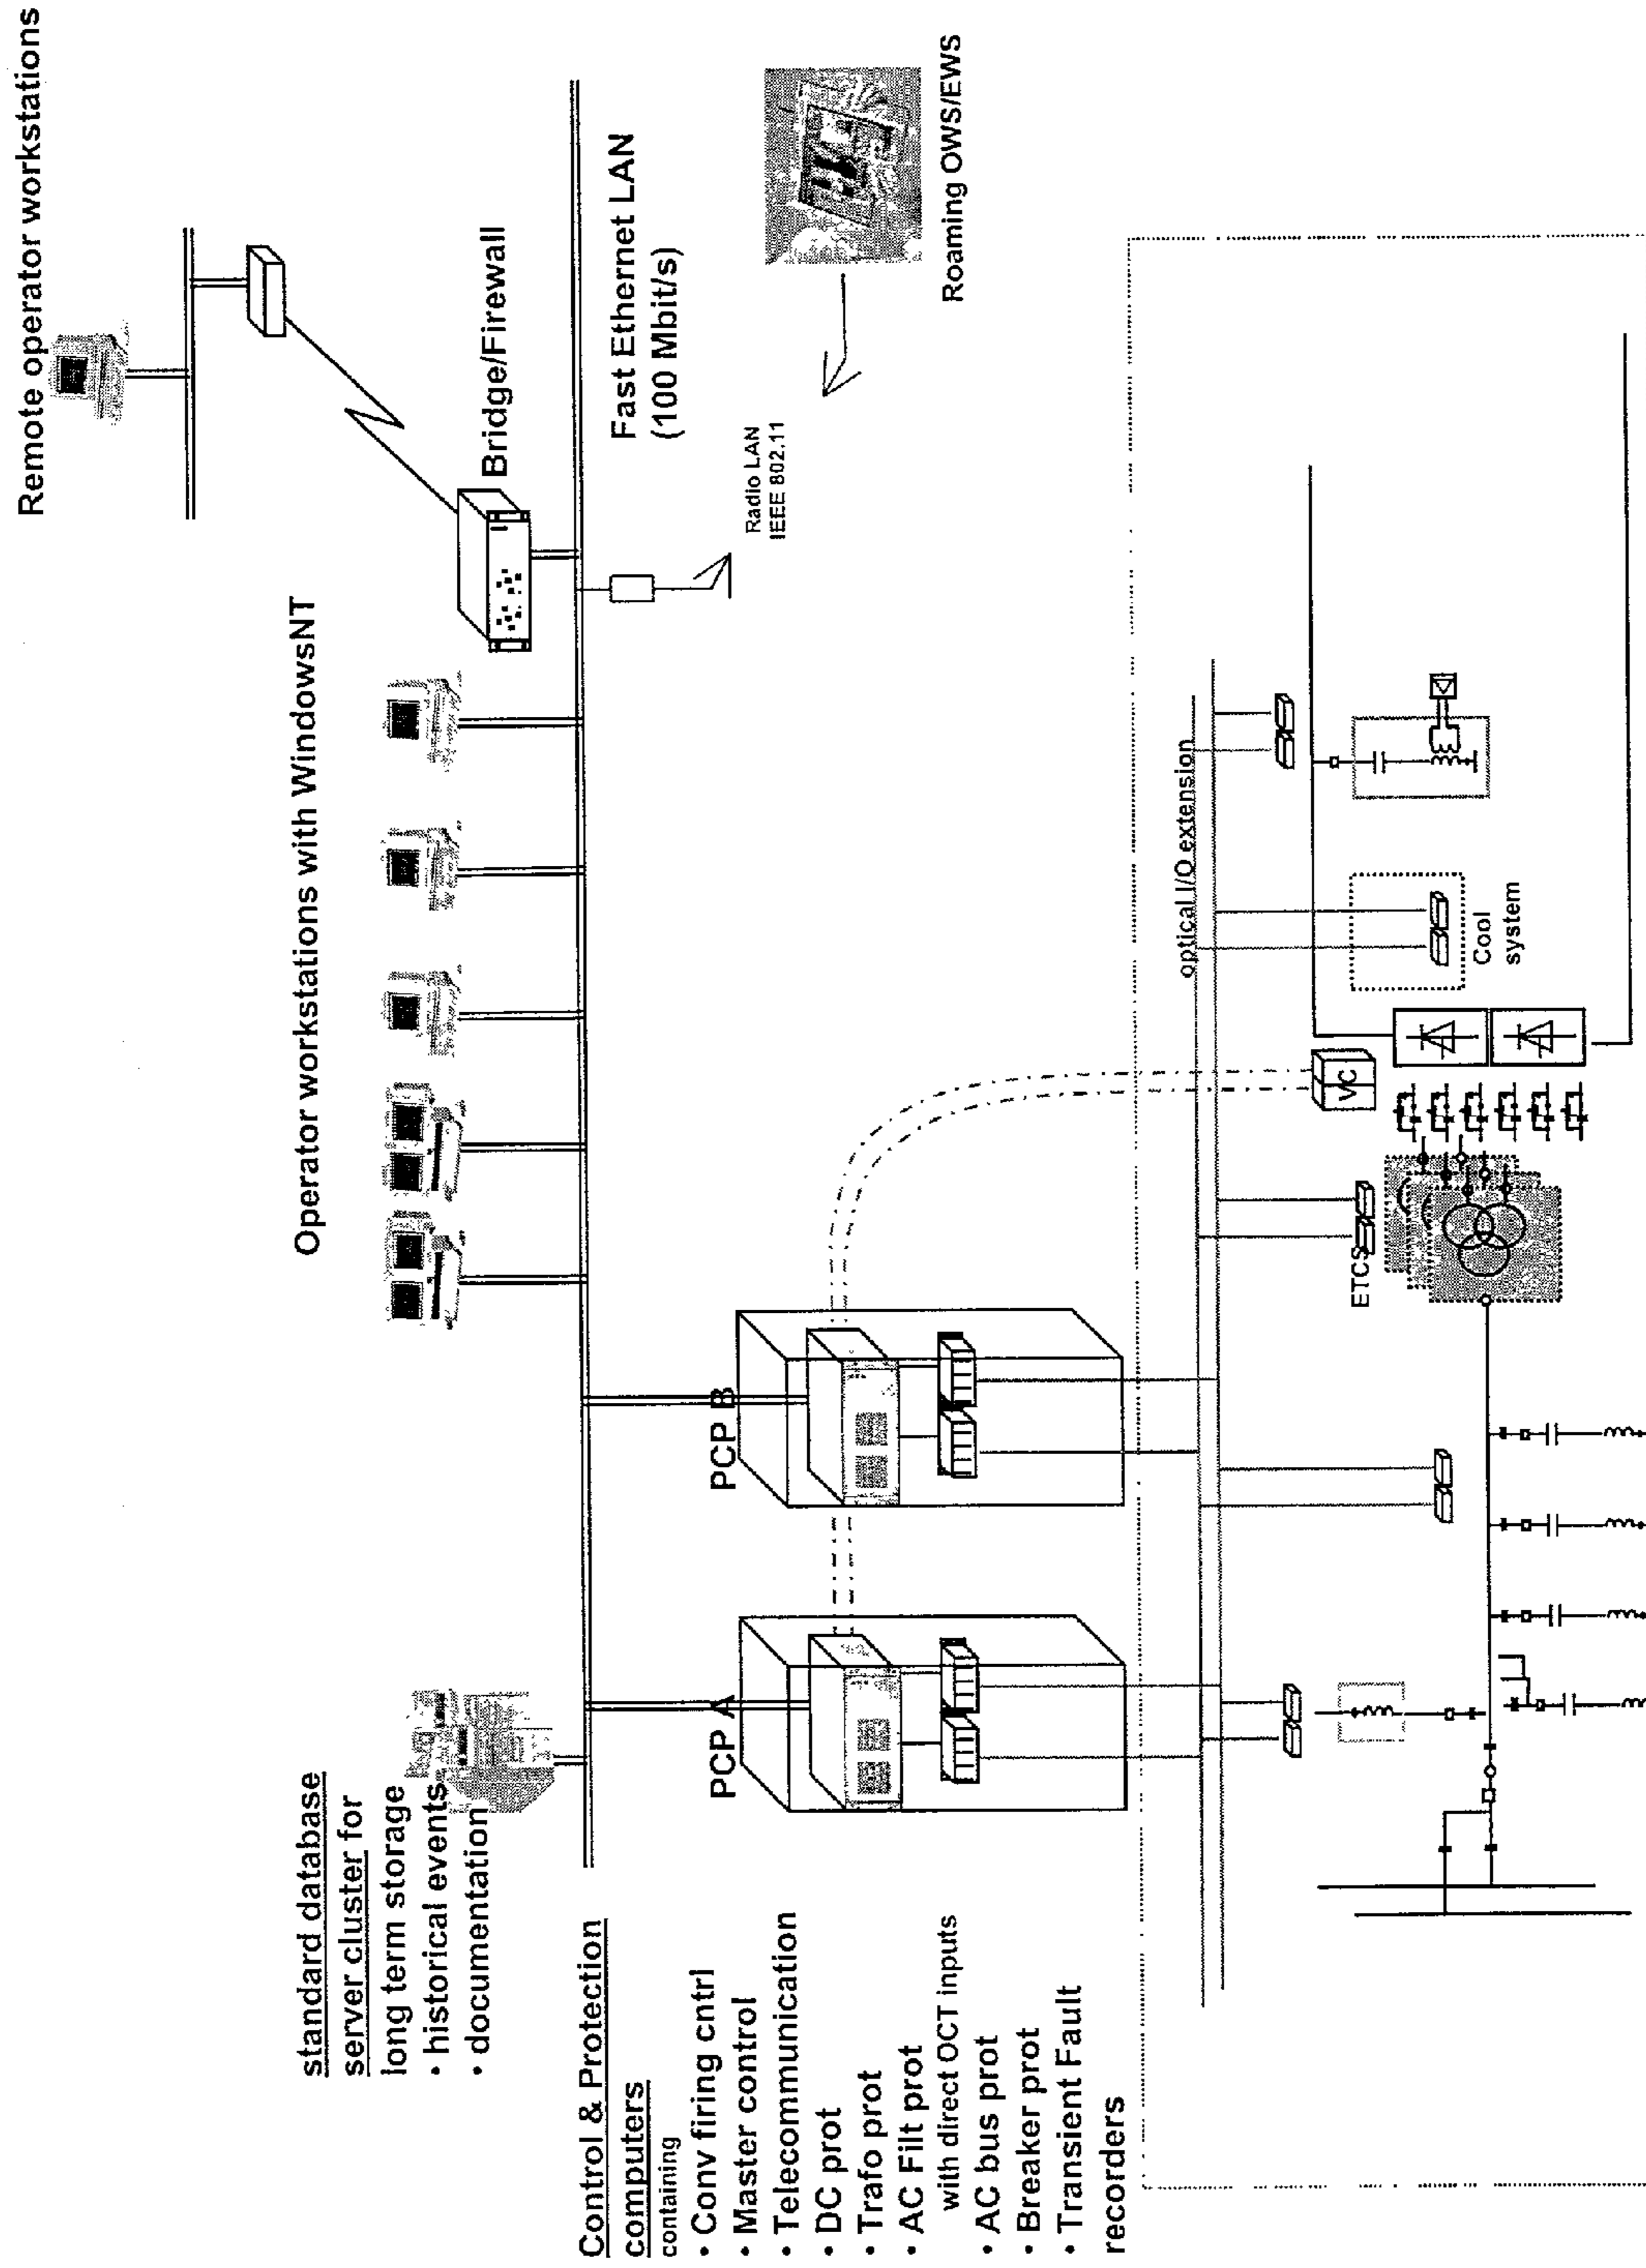 Remote operator workstations
Operator workstations with WindowsNT
Bridge/Firewall
Fast Ethernet LAN
(100 Mbit/s)
Radio LAN
IEEE 802.11
Roaming OWS/EWS
standard database
server cluster for
long term storage
• historical events
• documentation
PCP A
PCP B
Control & Protection
computers
containing
• Conv firing cntrl
• Master control
• Telecommunication
• DC prot
• Trafo prot
• AC Filt prot
with direct OCT inputs
• AC bus prot
• Breaker prot
• Transient Fault
recorders
optical I/O extension
ETCS
VC
Cool
system